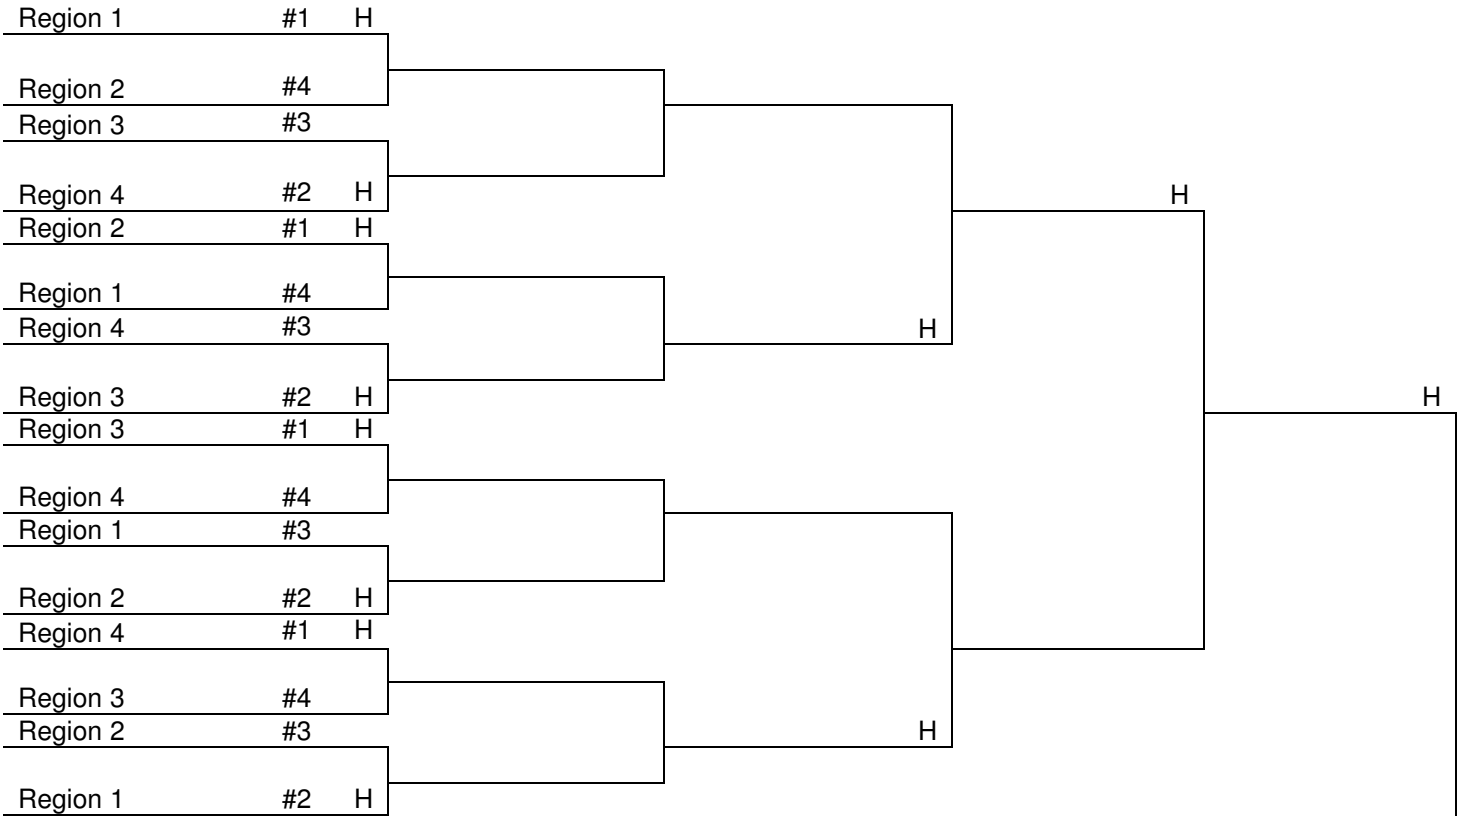 Region 1 #1 H
Region 2 #4
Region 3 #3
Region 4 #2 H
H
Region 2 #1 H
Region 1 #4
Region 4 #3
H
Region 3 #2 H
H
Region 3 #1 H
Region 4 #4
Region 1 #3
Region 2 #2 H
Region 4 #1 H
Region 3 #4
Region 2 #3
H
Region 1 #2 H